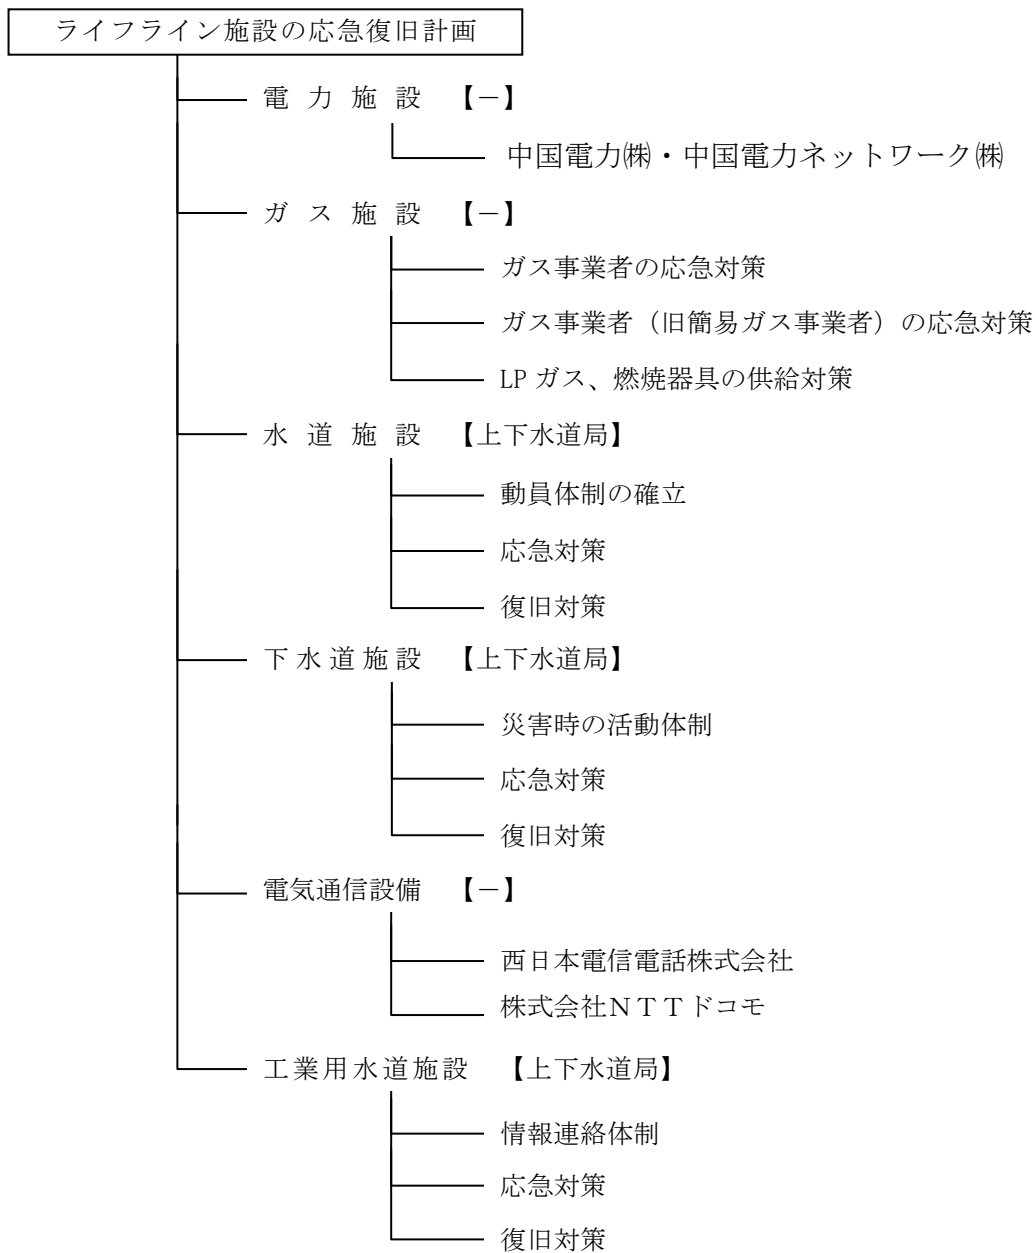 ライフライン施設の応急復旧計画
電力施設 【－】
中国電力㈱・中国電力ネットワーク㈱
ガス施設 【－】
ガス事業者の応急対策
ガス事業者（旧簡易ガス事業者）の応急対策
LP ガス、燃焼器具の供給対策
水道施設 【上下水道局】
動員体制の確立
応急対策
復旧対策
下水道施設 【上下水道局】
災害時の活動体制
応急対策
復旧対策
電気通信設備 【－】
西日本電信電話株式会社
株式会社ＮＴＴドコモ
工業用水道施設 【上下水道局】
情報連絡体制
応急対策
復旧対策